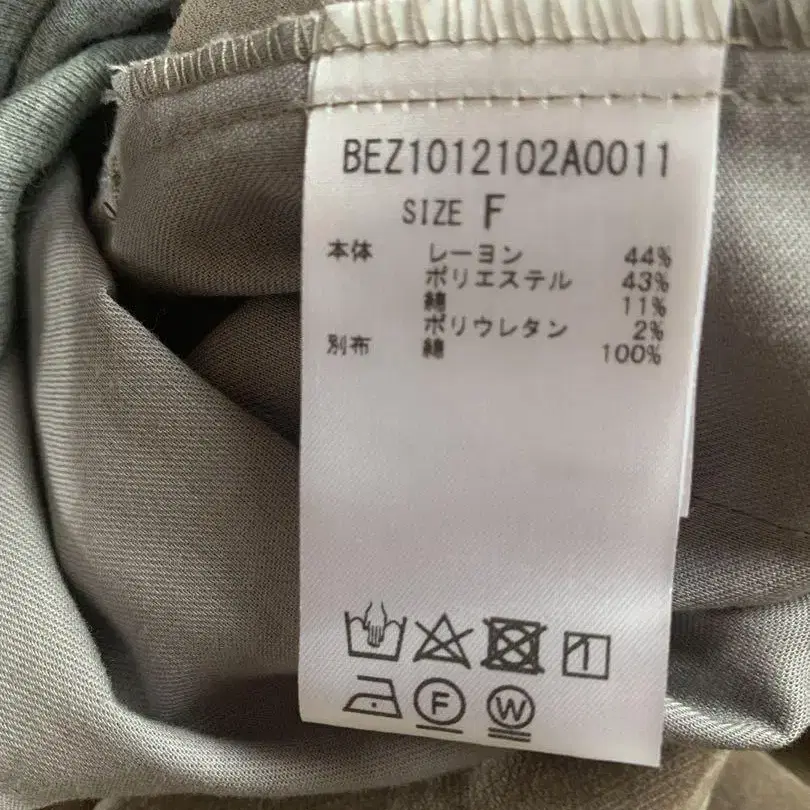 BEZ1012102A0011
SIZE F
本体 レーヨン 44%
ポリエステル 43%
綿 11%
ポリウレタン 2%
別布 綿 100%
F W